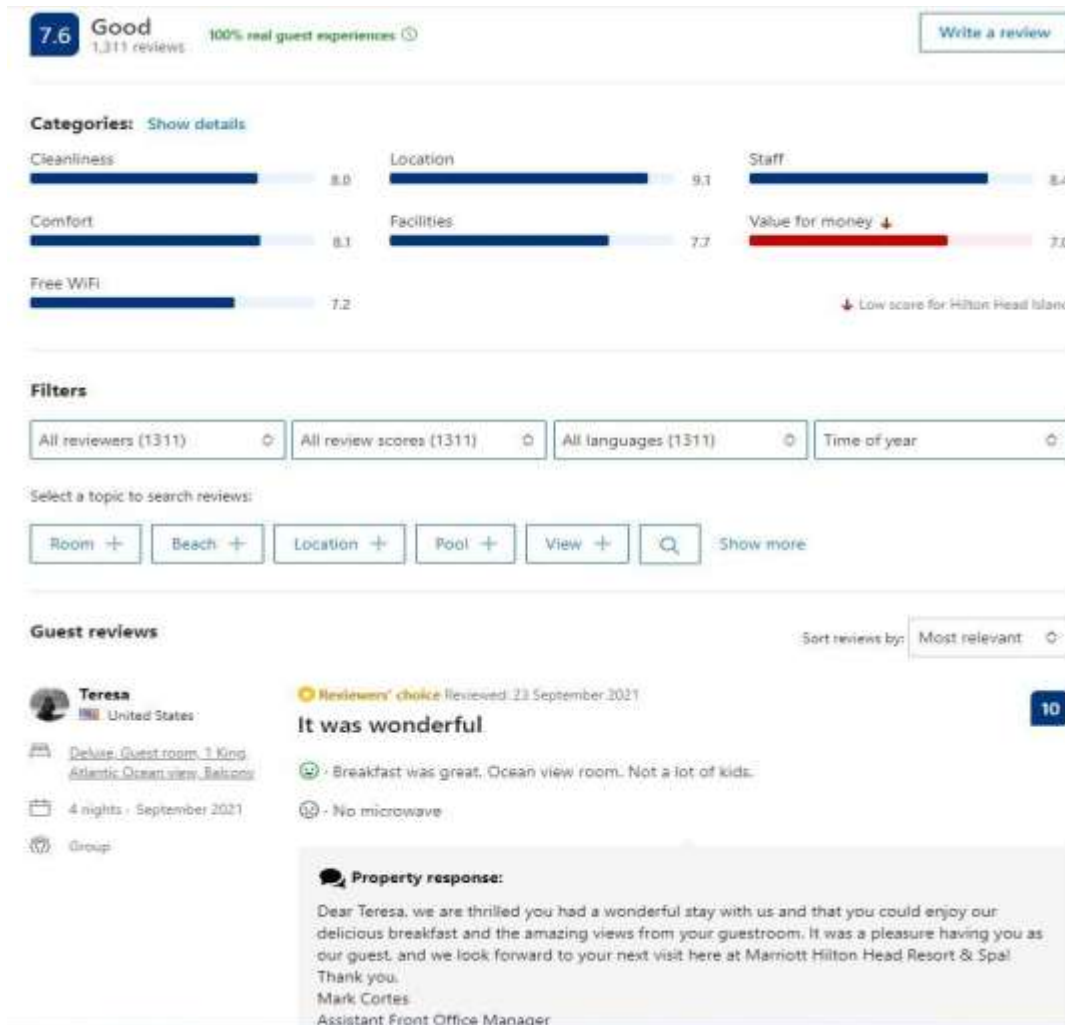 7.6 Good
1,311 reviews
100% real guest experiences
Write a review
Categories: Show details
Cleanliness
8.0
Location
9.1
Staff
8.4
Comfort
8.1
Facilities
7.7
Value for money
7.0
Free WiFi
7.2
Low score for Hilton Head Island
Filters
All reviewers (1311)
All review scores (1311)
All languages (1311)
Time of year
Select a topic to search reviews:
Room +
Beach +
Location +
Pool +
View +
Show more
Guest reviews
Sort reviews by: Most relevant
Teresa
United States
Deluxe, Guest room, 1 King,
Atlantic Ocean view, Balcony
4 nights - September 2021
Group
Reviewers' choice Reviewed: 23 September 2021
10
It was wonderful
- Breakfast was great. Ocean view room. Not a lot of kids.
- No microwave
Property response:
Dear Teresa, we are thrilled you had a wonderful stay with us and that you could enjoy our
delicious breakfast and the amazing views from your guestroom. It was a pleasure having you as
our guest, and we look forward to your next visit here at Marriott Hilton Head Resort & Spa!
Thank you.
Mark Cortes
Assistant Front Office Manager